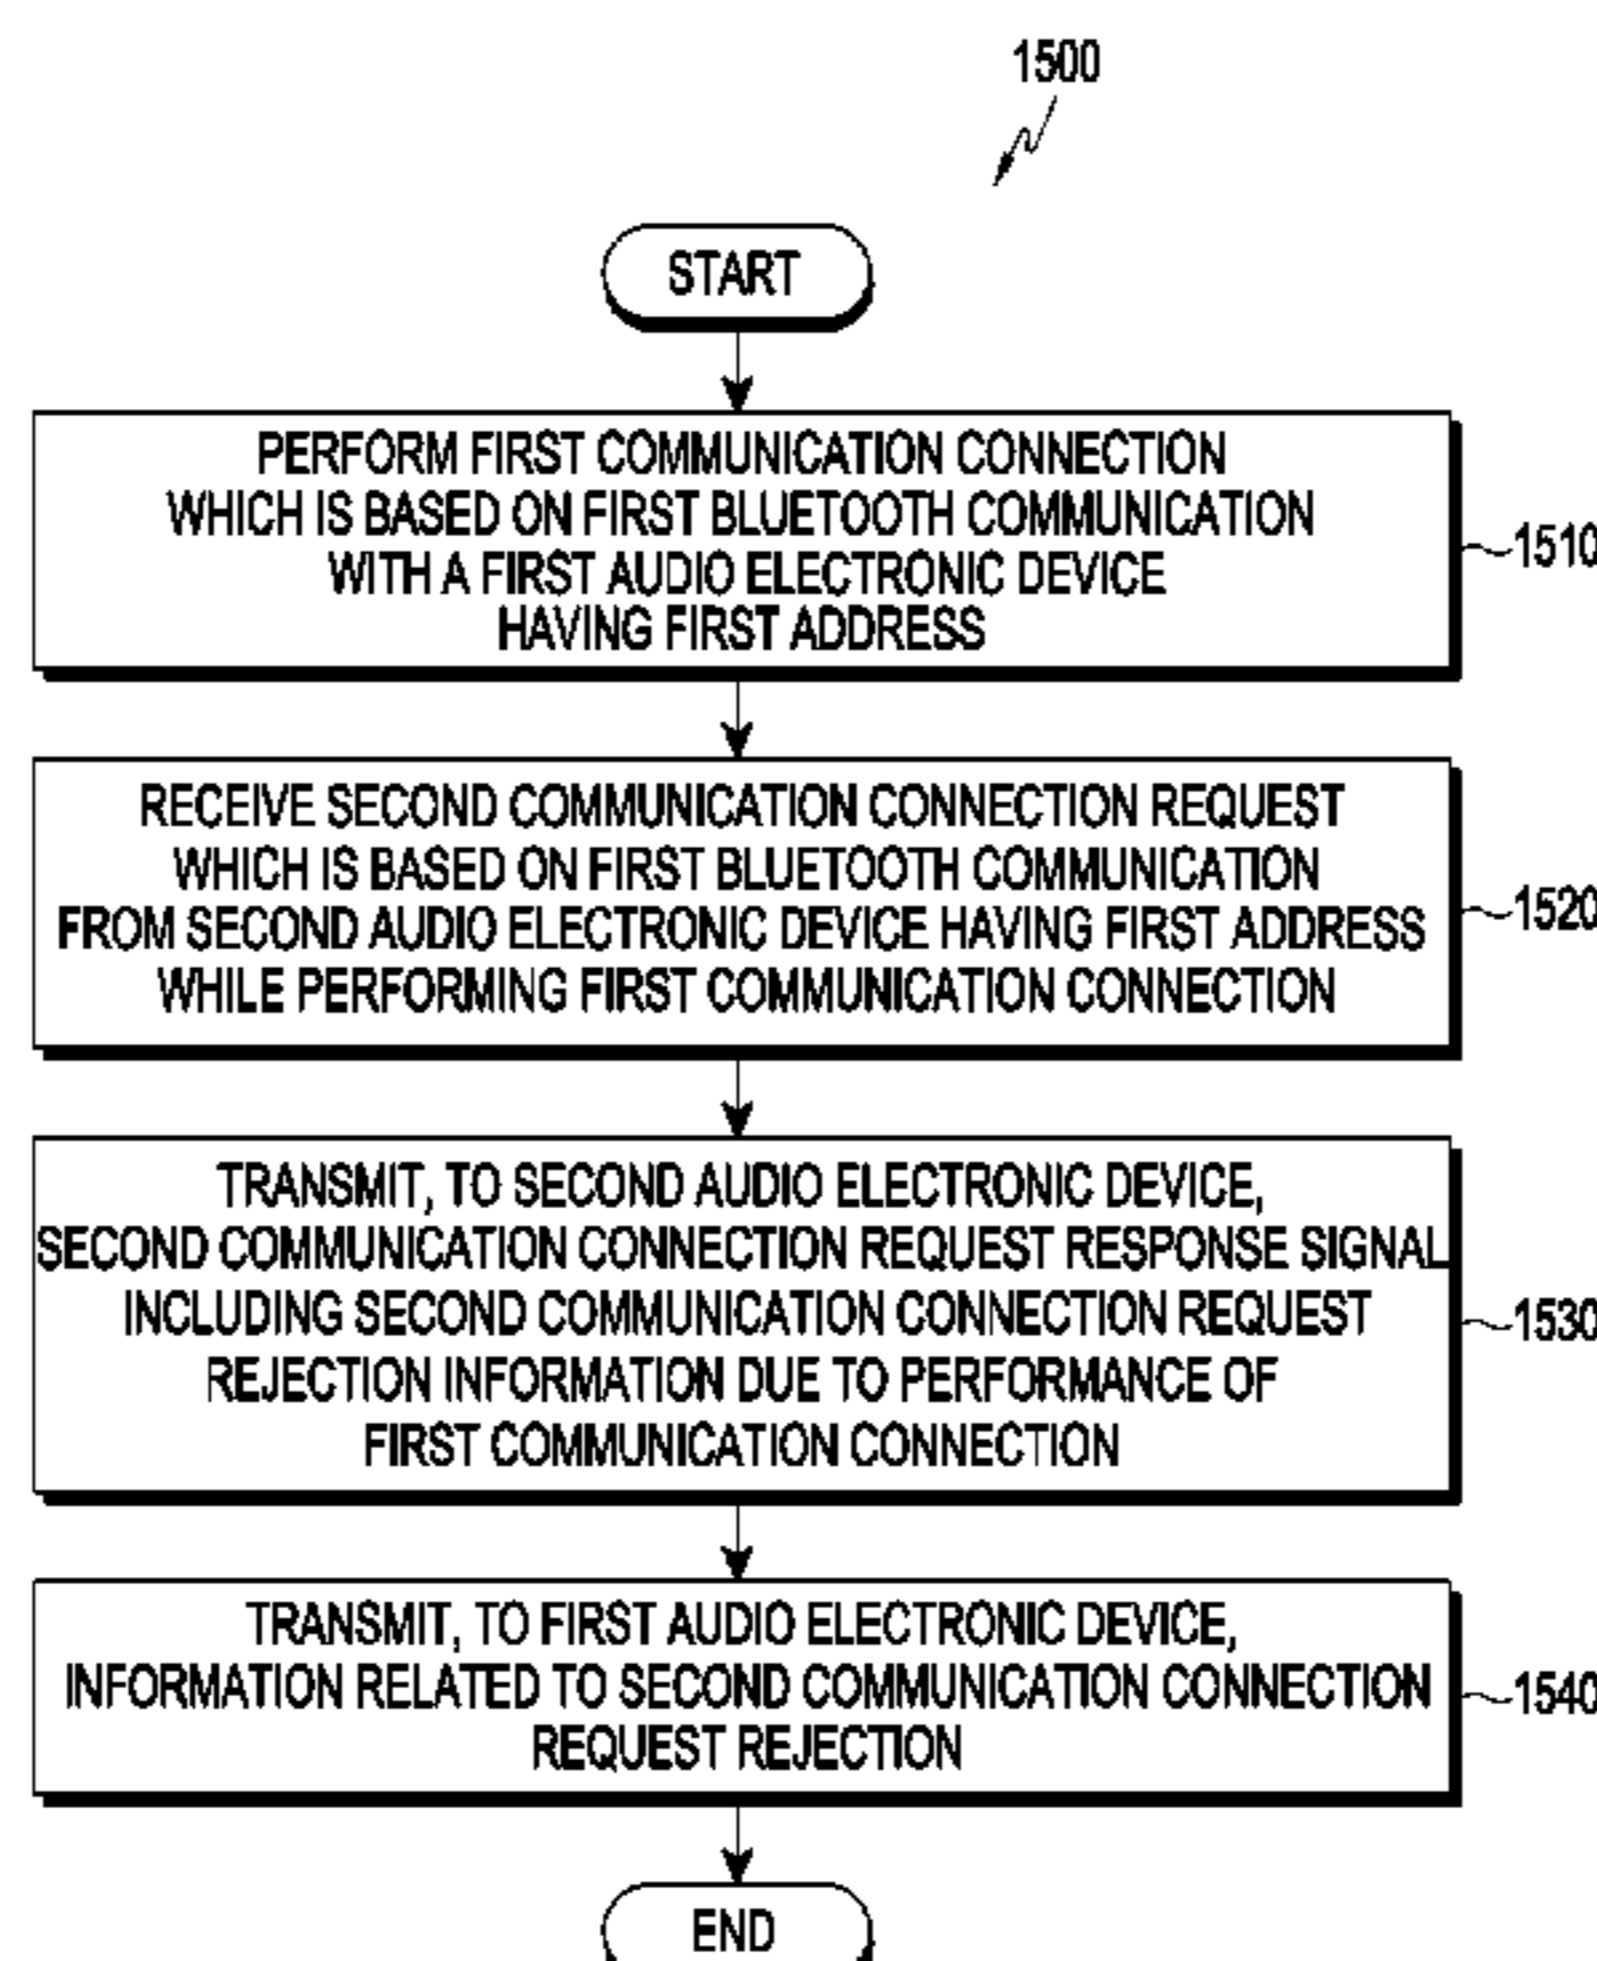 1500
START
PERFORM FIRST COMMUNICATION CONNECTION
WHICH IS BASED ON FIRST BLUETOOTH COMMUNICATION
WITH A FIRST AUDIO ELECTRONIC DEVICE
HAVING FIRST ADDRESS
1510
RECEIVE SECOND COMMUNICATION CONNECTION REQUEST
WHICH IS BASED ON FIRST BLUETOOTH COMMUNICATION
FROM SECOND AUDIO ELECTRONIC DEVICE HAVING FIRST ADDRESS
WHILE PERFORMING FIRST COMMUNICATION CONNECTION
1520
TRANSMIT, TO SECOND AUDIO ELECTRONIC DEVICE,
SECOND COMMUNICATION CONNECTION REQUEST RESPONSE SIGNAL
INCLUDING SECOND COMMUNICATION CONNECTION REQUEST
REJECTION INFORMATION DUE TO PERFORMANCE OF
FIRST COMMUNICATION CONNECTION
1530
TRANSMIT, TO FIRST AUDIO ELECTRONIC DEVICE,
INFORMATION RELATED TO SECOND COMMUNICATION CONNECTION
REQUEST REJECTION
1540
END